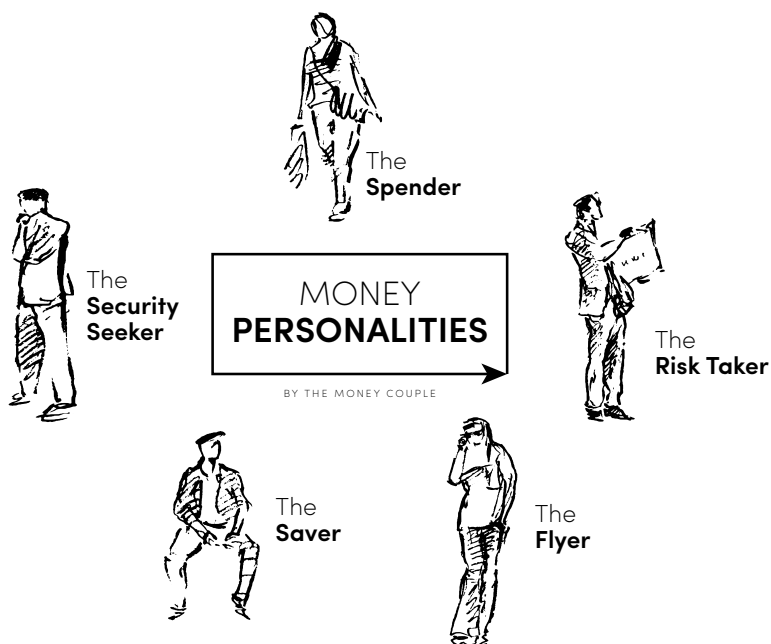 The
Spender
The
Security
Seeker
MONEY
PERSONALITIES
BY THE MONEY COUPLE
The
Risk Taker
The
Saver
The
Flyer